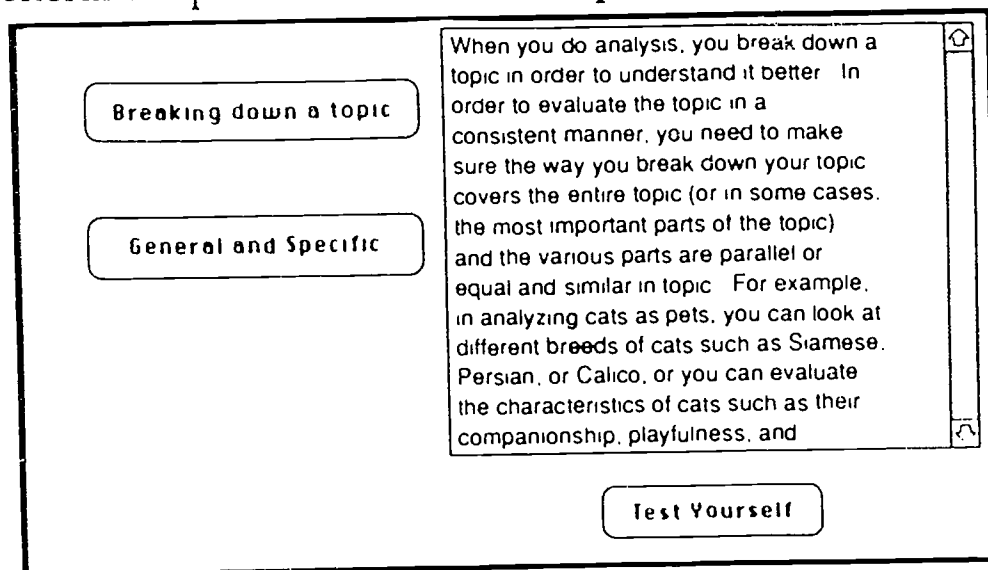 Breaking down a topic
General and Specific
When you do analysis, you break down a
topic in order to understand it better In
order to evaluate the topic in a
consistent manner, you need to make
sure the way you break down your topic
covers the entire topic (or in some cases,
the most important parts of the topic)
and the various parts are parallel or
equal and similar in topic For example,
in analyzing cats as pets, you can look at
different breeds of cats such as Siamese.
Persian, or Calico, or you can evaluate
the characteristics of cats such as their
companionship, playfulness, and
Test Yourself